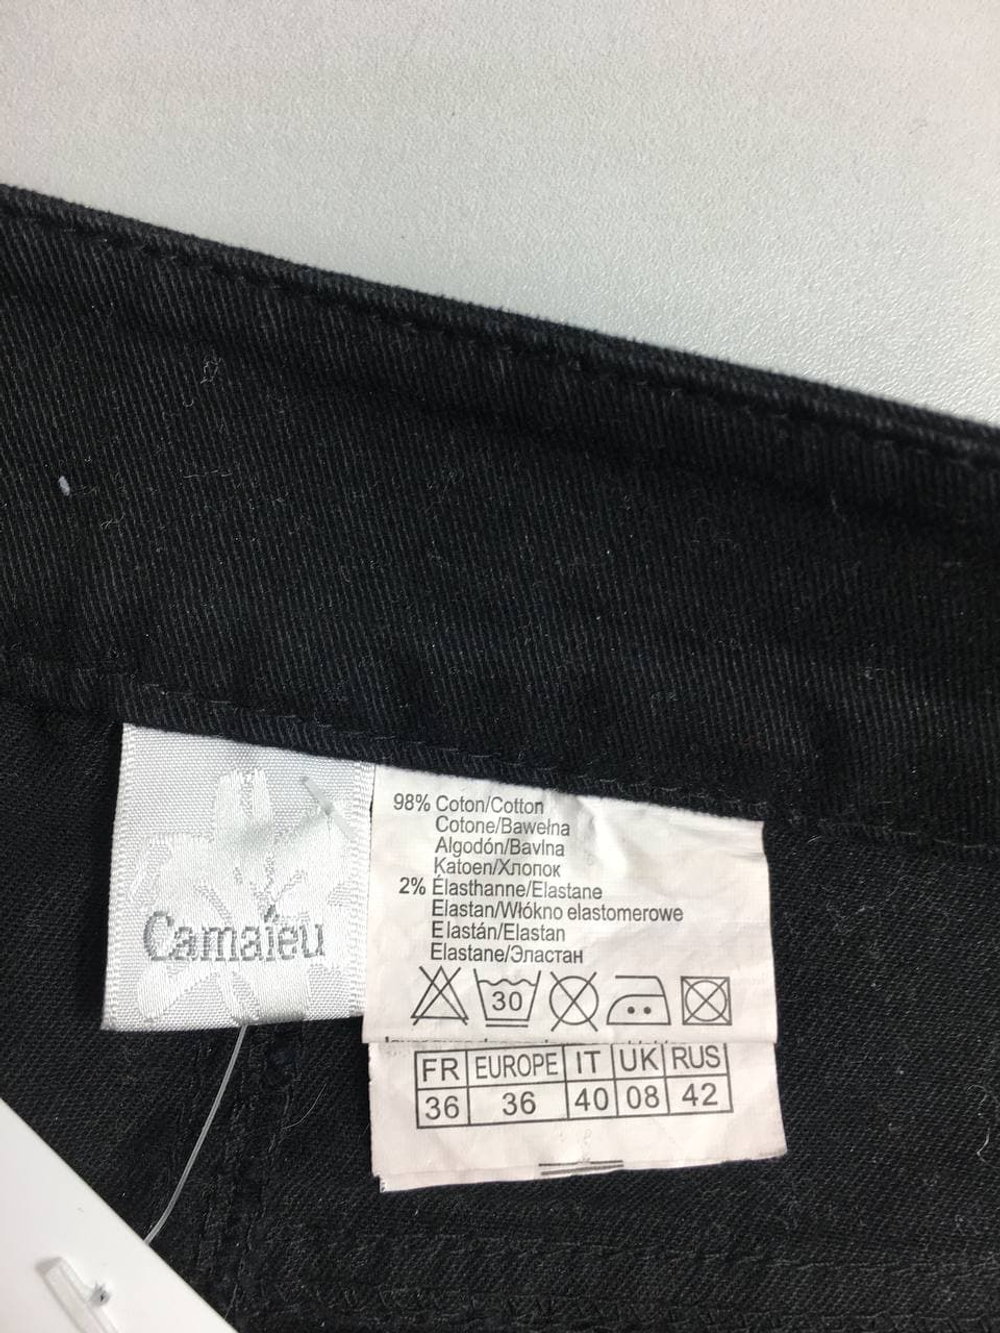 Camaïeu
98% Coton/Cotton
Cotone/Bawełna
Algodón/Bavlna
Katoen/Хлопок
2% Élasthanne/Elastane
Elastan/Włókno elastomerowe
Elastán/Elastan
Elastane/Эластан
30
FR EUROPE IT UK RUS
36 36 40 08 42